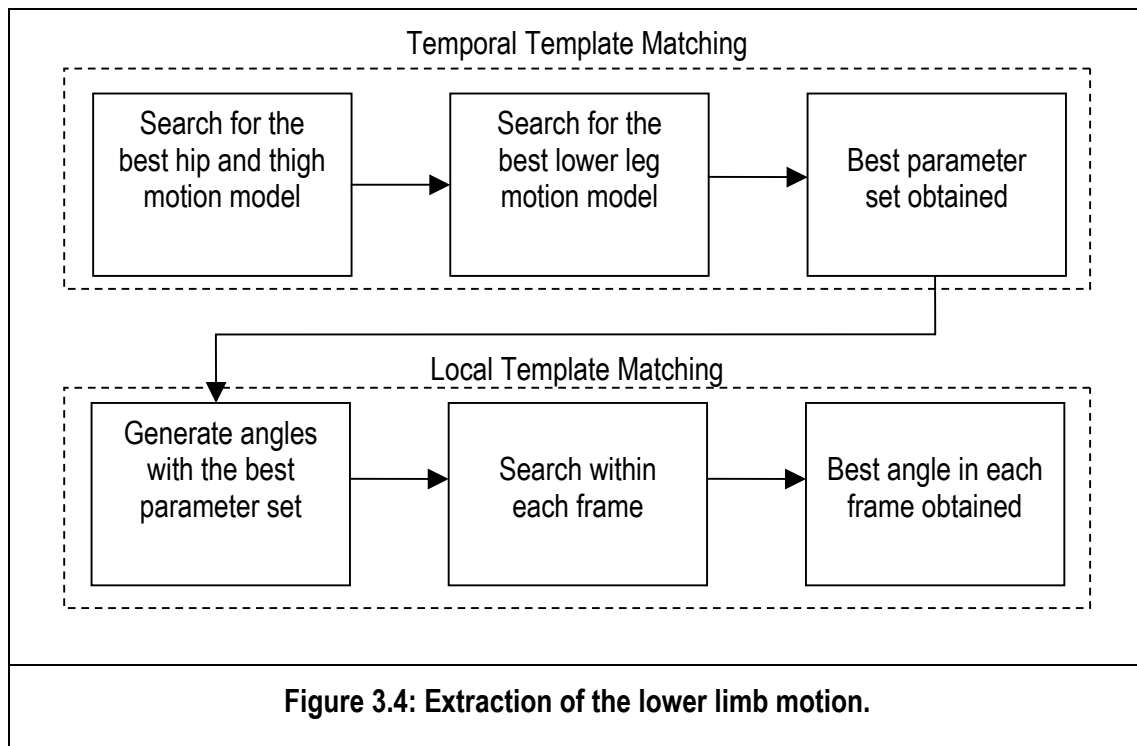 Temporal Template Matching
Search for the
best hip and thigh
motion model
Search for the
best lower leg
motion model
Best parameter
set obtained
Local Template Matching
Generate angles
with the best
parameter set
Search within
each frame
Best angle in each
frame obtained
Figure 3.4: Extraction of the lower limb motion.